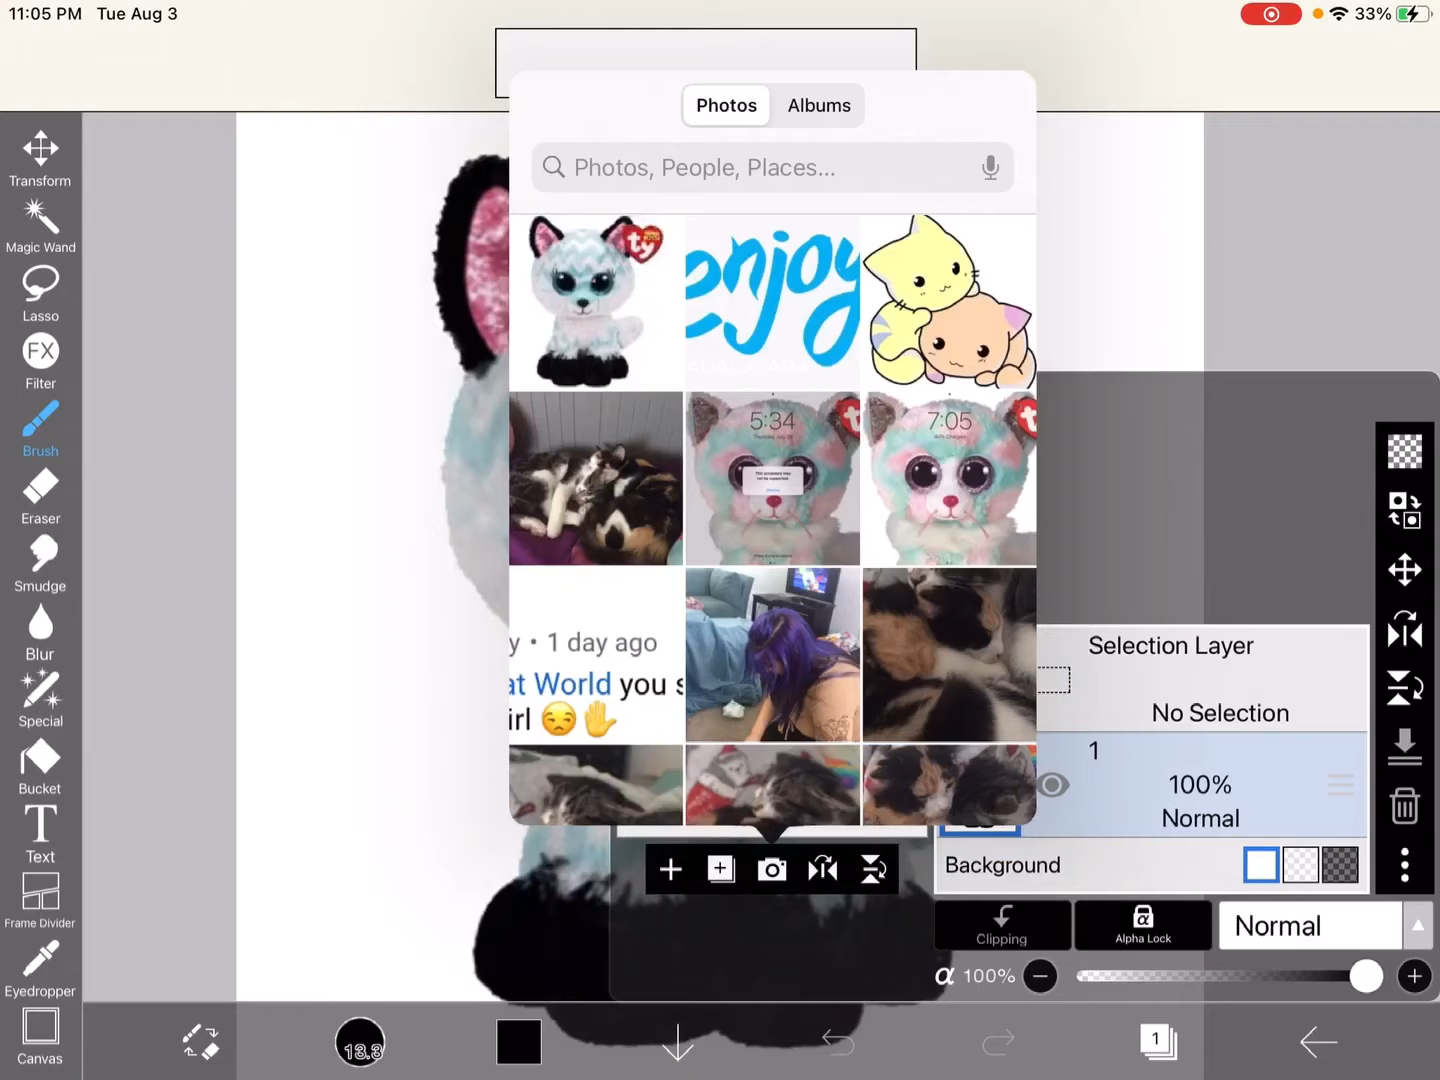 11:05 PM Tue Aug 3
33%
Photos Albums
Photos, People, Places...
ty
enjoy
5:34
7:05
y • 1 day ago
at World you s
irl 😒✋
Transform
Magic Wand
Lasso
FX
Filter
Brush
Eraser
Smudge
Blur
Special
Bucket
T
Text
Frame Divider
Eyedropper
Canvas
Selection Layer
No Selection
1
100%
Normal
Background
Clipping
α
Alpha Lock
Normal
α 100%
13.3
1